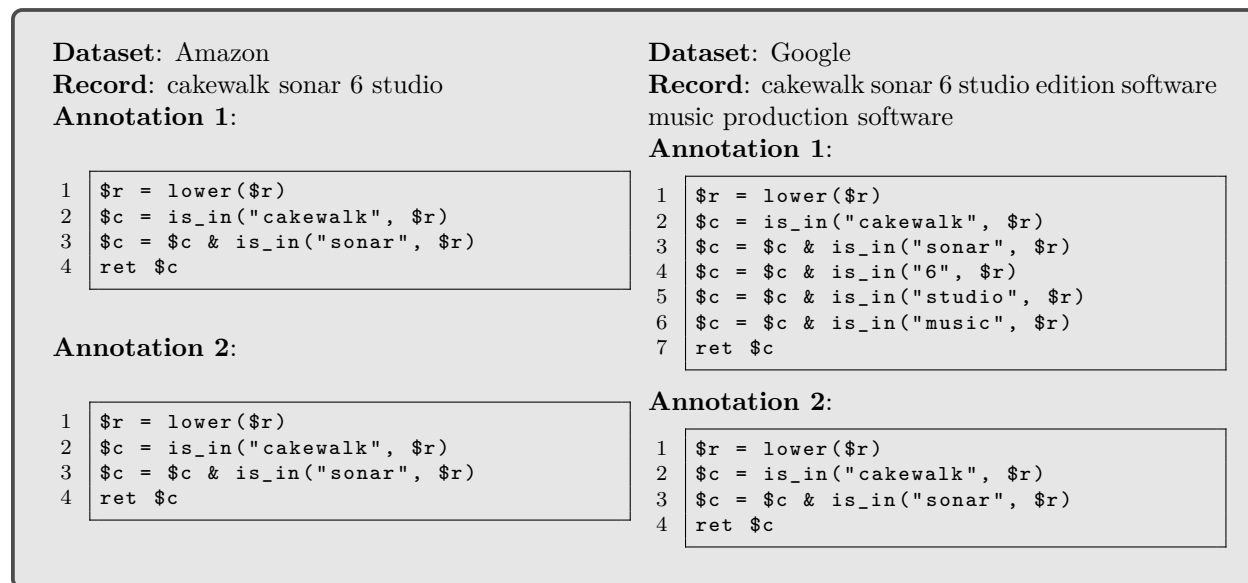 Dataset: Amazon
Record: cakewalk sonar 6 studio
Annotation 1:
1 $r = lower($r)
2 $c = is_in("cakewalk", $r)
3 $c = $c & is_in("sonar", $r)
4 ret $c
Annotation 2:
1 $r = lower($r)
2 $c = is_in("cakewalk", $r)
3 $c = $c & is_in("sonar", $r)
4 ret $c
Dataset: Google
Record: cakewalk sonar 6 studio edition software
music production software
Annotation 1:
1 $r = lower($r)
2 $c = is_in("cakewalk", $r)
3 $c = $c & is_in("sonar", $r)
4 $c = $c & is_in("6", $r)
5 $c = $c & is_in("studio", $r)
6 $c = $c & is_in("music", $r)
7 ret $c
Annotation 2:
1 $r = lower($r)
2 $c = is_in("cakewalk", $r)
3 $c = $c & is_in("sonar", $r)
4 ret $c